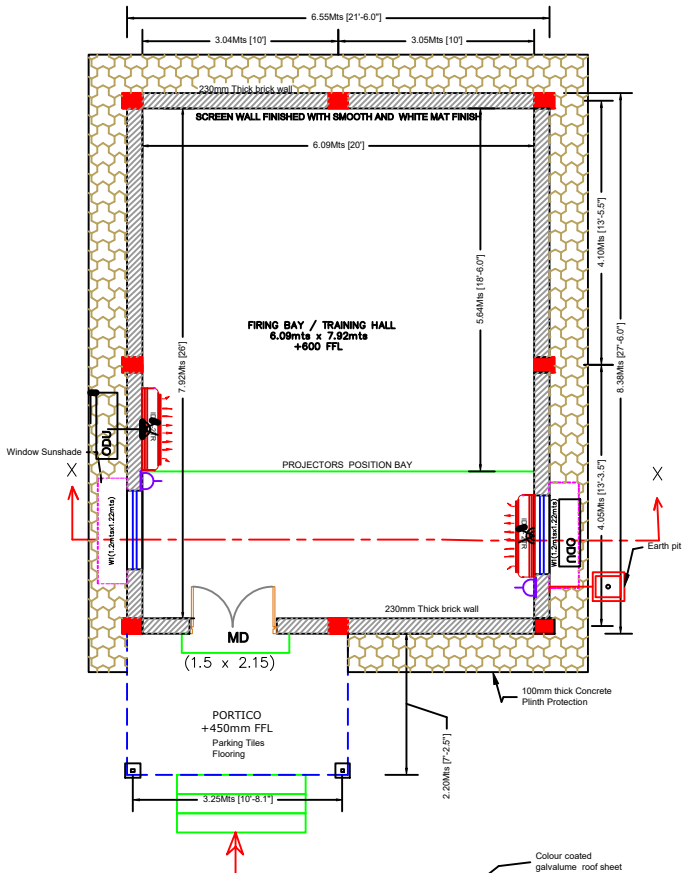 6.55Mts [21'-6.0"]
3.04Mts [10']
3.05Mts [10']
230mm Thick brick wall
SCREEN WALL FINISHED WITH SMOOTH AND WHITE MAT FINISH
6.09Mts [20']
4.10Mts [13'-5.5"]
5.64Mts [18'-6.0"]
8.38Mts [27'-6.0"]
7.92Mts [26']
FIRING BAY / TRAINING HALL
6.09mts x 7.92mts
+600 FFL
ODU
Window Sunshade
PROJECTORS POSITION BAY
X
X
4.05Mts [13'-3.5"]
W1(1.2mtsx1.22mts)
W1(1.2mtsx1.22mts)
ODU
Earth pit
230mm Thick brick wall
MD
(1.5 x 2.15)
100mm thick Concrete
Plinth Protection
PORTICO
+450mm FFL
Parking Tiles
Flooring
2.20Mts [7'-2.5"]
3.25Mts [10'-8.1"]
Colour coated
galvalume roof sheet